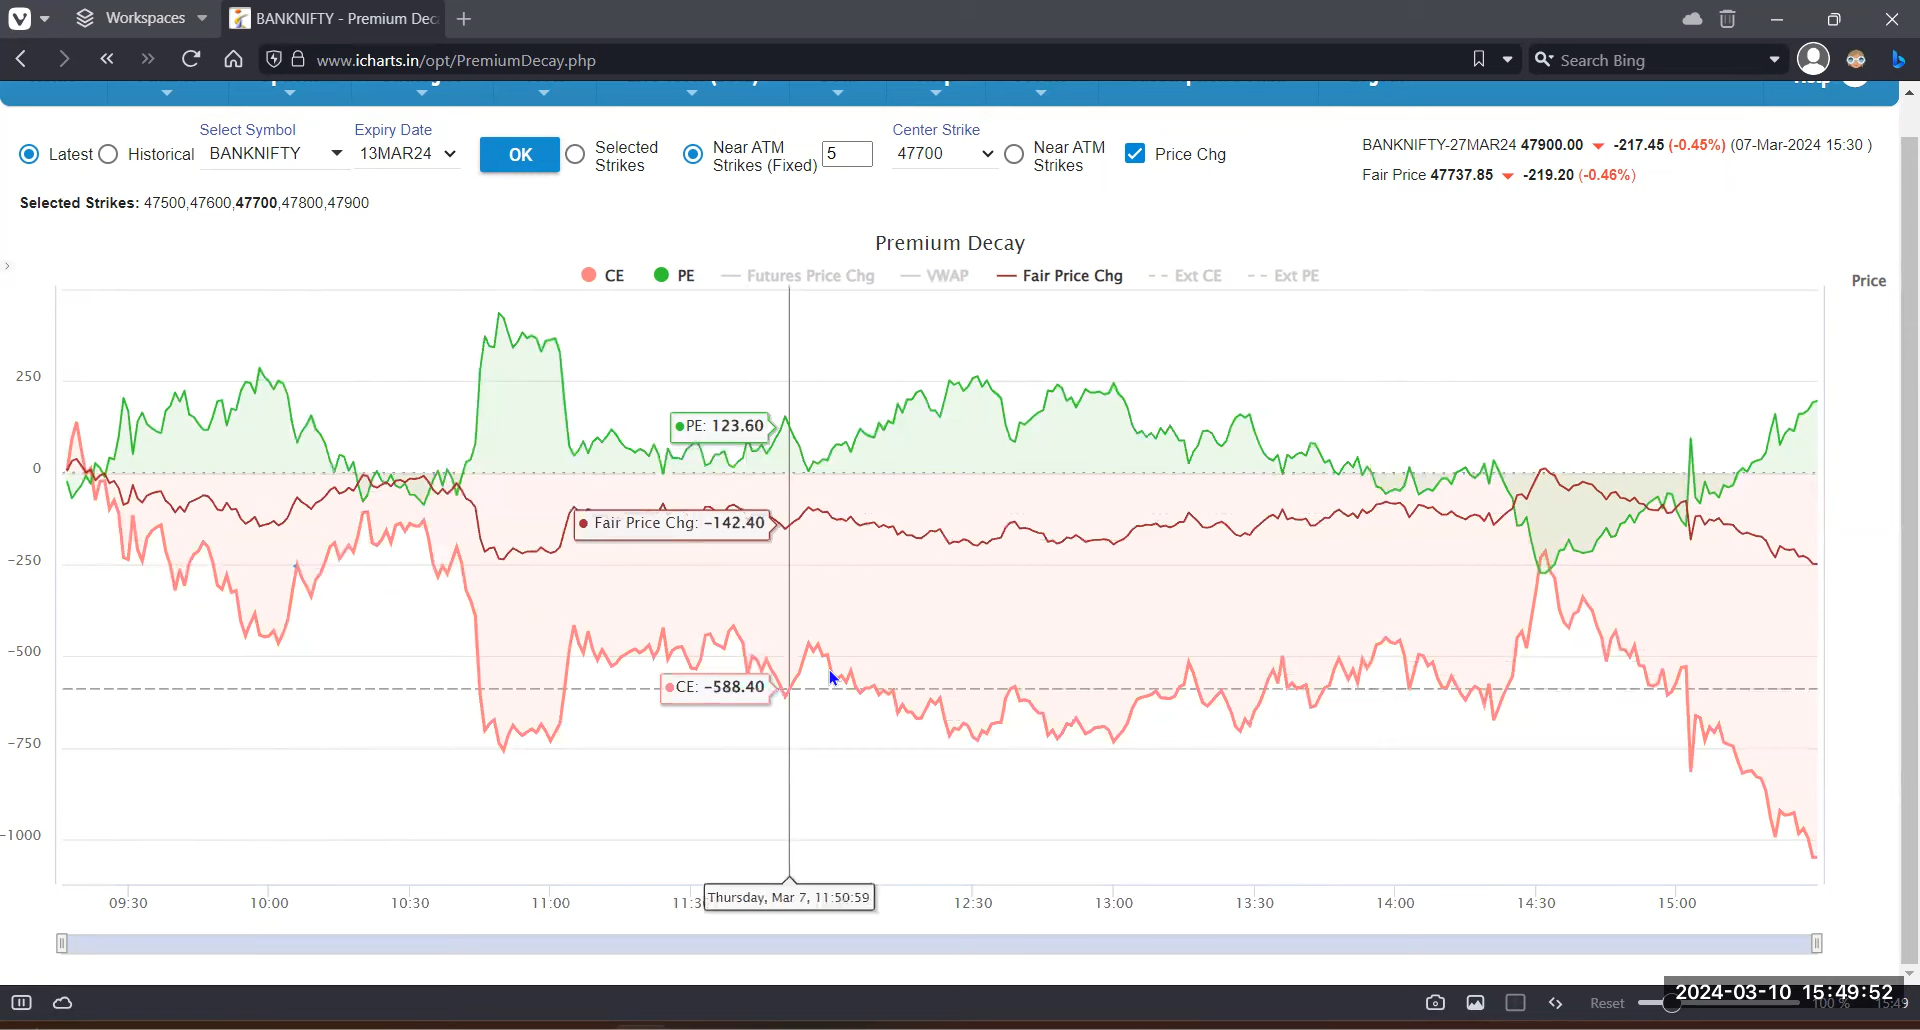 Workspaces
BANKNIFTY - Premium Dec
www.icharts.in/opt/PremiumDecay.php
Search Bing
Latest
Historical
Select Symbol
BANKNIFTY
Expiry Date
13MAR24
OK
Selected
Strikes
Near ATM
Strikes (Fixed)
5
Center Strike
47700
Near ATM
Strikes
Price Chg
BANKNIFTY-27MAR24 47900.00 ▼ -217.45 (-0.45%) (07-Mar-2024 15:30 )
Fair Price 47737.85 ▼ -219.20 (-0.46%)
Selected Strikes: 47500,47600,47700,47800,47900
Premium Decay
CE PE Futures Price Chg VWAP Fair Price Chg Ext CE Ext PE
Price
250
0
-250
-500
-750
-1000
PE: 123.60
Fair Price Chg: -142.40
CE: -588.40
09:30 10:00 10:30 11:00 11:3 12:30 13:00 13:30 14:00 14:30 15:00
Thursday, Mar 7, 11:50:59
Reset
100 %
15:49
2024-03-10 15:49:52